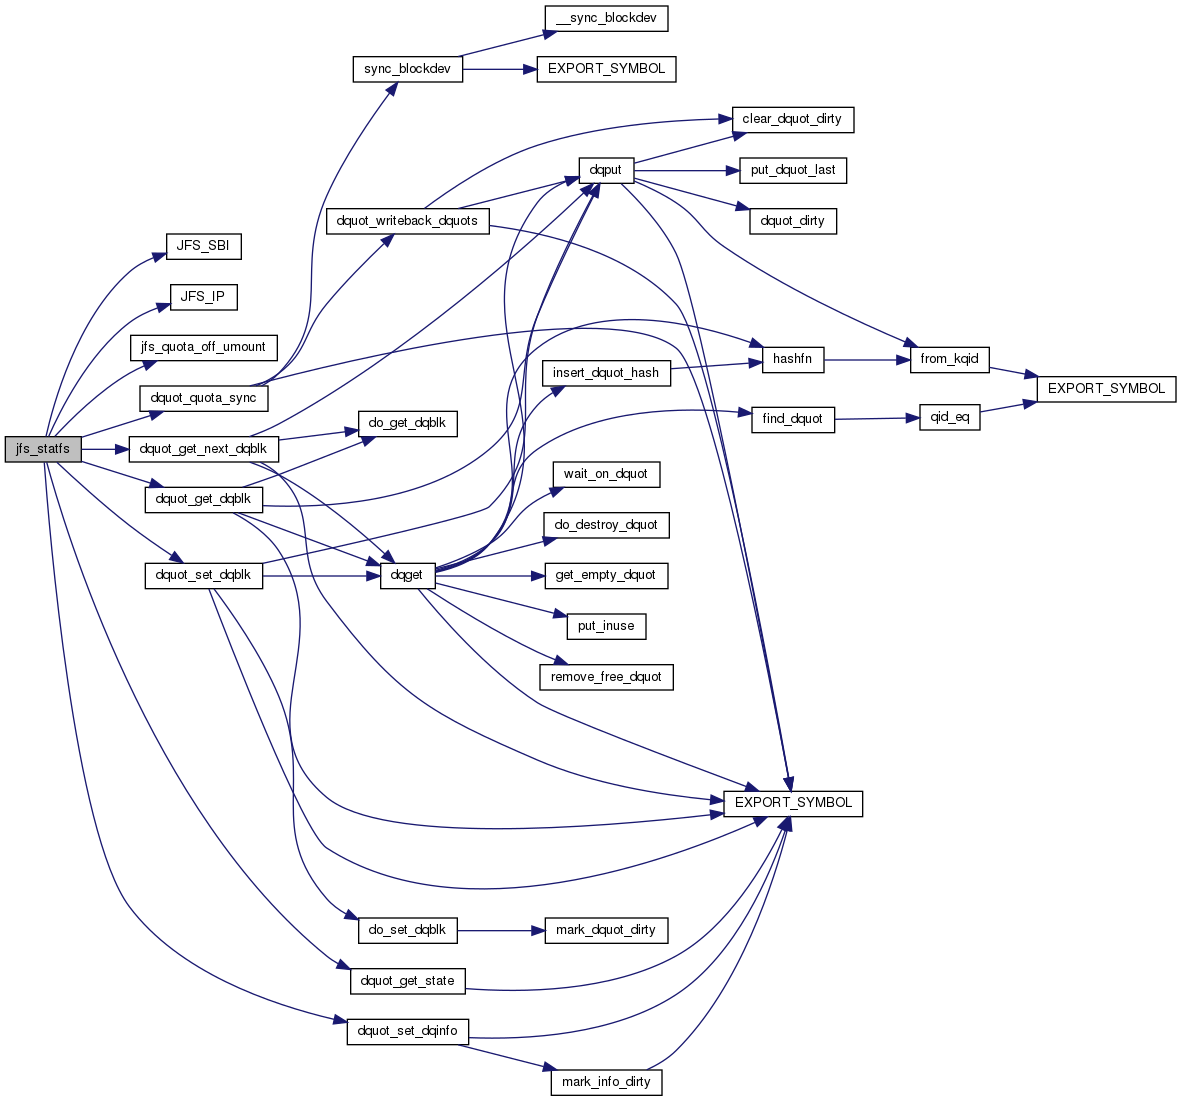 __sync_blockdev
sync_blockdev
EXPORT_SYMBOL
clear_dquot_dirty
dqput
put_dquot_last
dquot_writeback_dquots
dquot_dirty
JFS_SBI
JFS_IP
jfs_quota_off_umount
hashfn
from_kqid
insert_dquot_hash
EXPORT_SYMBOL
dquot_quota_sync
do_get_dqblk
find_dquot
qid_eq
jfs_statfs
dquot_get_next_dqblk
wait_on_dquot
dquot_get_dqblk
do_destroy_dquot
dquot_set_dqblk
dqget
get_empty_dquot
put_inuse
remove_free_dquot
EXPORT_SYMBOL
do_set_dqblk
mark_dquot_dirty
dquot_get_state
dquot_set_dqinfo
mark_info_dirty